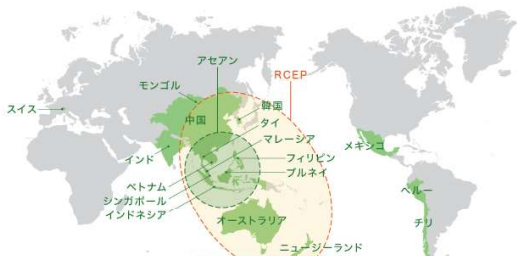 アセアン
RCEP
モンゴル
スイス
韓国
中国
タイ
マレーシア
メキシコ
インド
フィリピン
ブルネイ
ベトナム
シンガポール
インドネシア
オーストラリア
ペルー
チリ
ニュージーランド